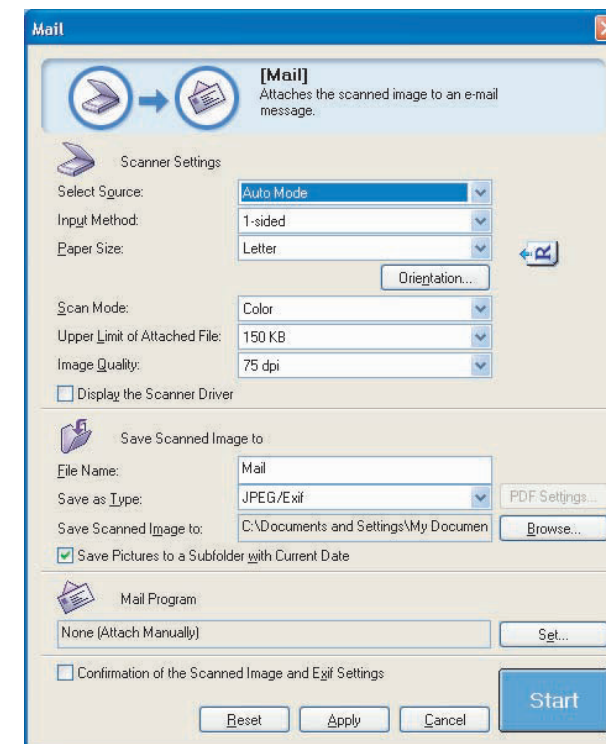 Mail
[Mail]
Attaches the scanned image to an e-mail
message.
Scanner Settings
Select Source: Auto Mode
Input Method: 1-sided
Paper Size: Letter
R
Orientation...
Scan Mode: Color
Upper Limit of Attached File: 150 KB
Image Quality: 75 dpi
Display the Scanner Driver
Save Scanned Image to
File Name: Mail
Save as Type: JPEG/Exif PDF Settings...
Save Scanned Image to: C:\Documents and Settings\My Documen Browse...
Save Pictures to a Subfolder with Current Date
Mail Program
None (Attach Manually) Set...
Confirmation of the Scanned Image and Exif Settings
Start
Reset Apply Cancel